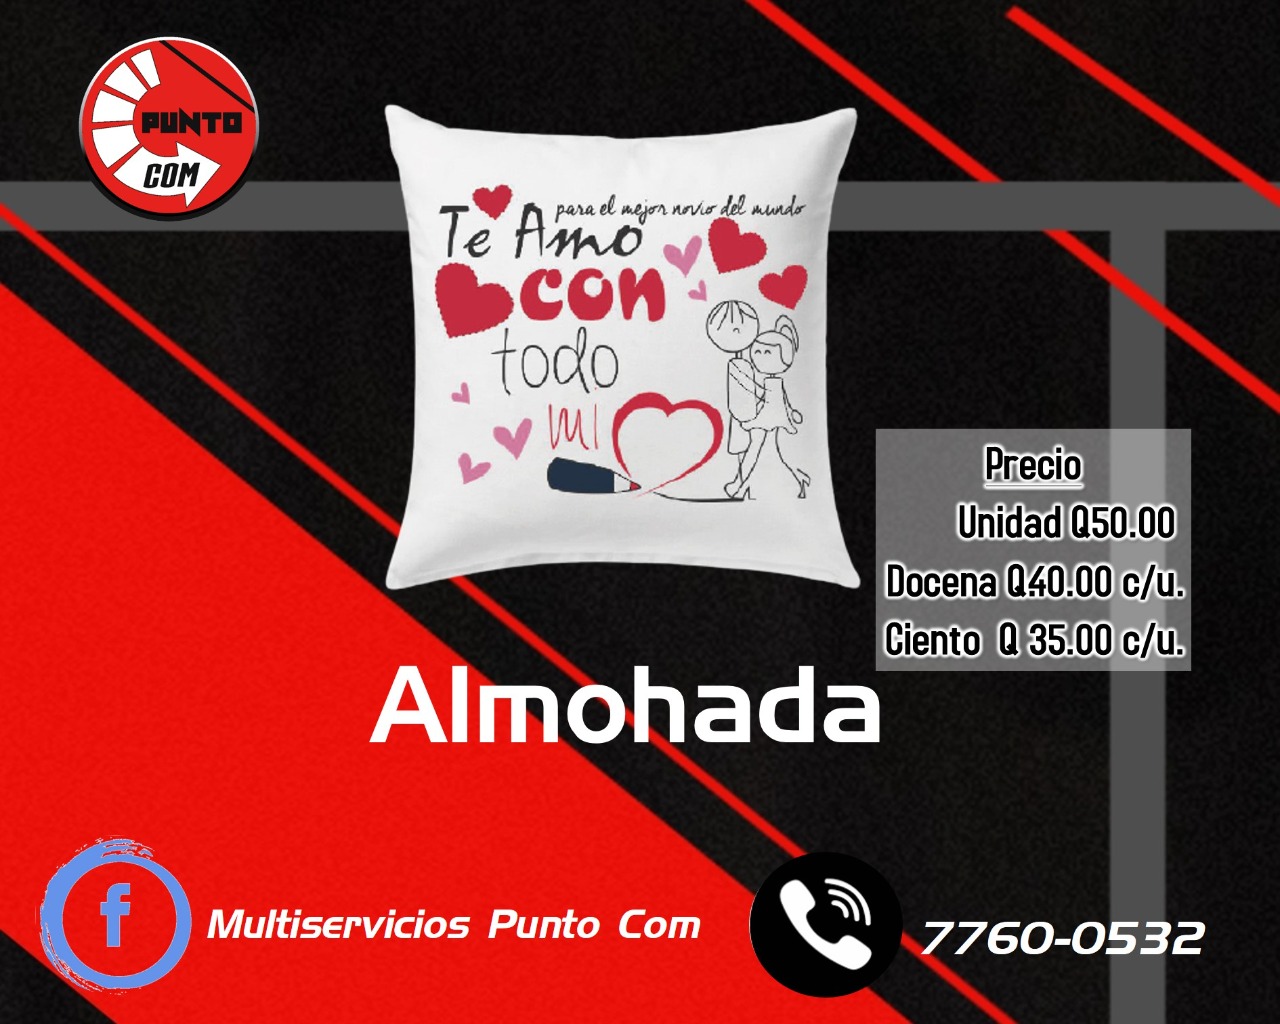 PUNTO
COM
para el mejor novio del mundo
Te Amo
con
todo
mi
Precio
Unidad Q50.00
Docena Q40.00 c/u.
Ciento Q 35.00 c/u.
Almohada
f
Multiservicios Punto Com
7760-0532